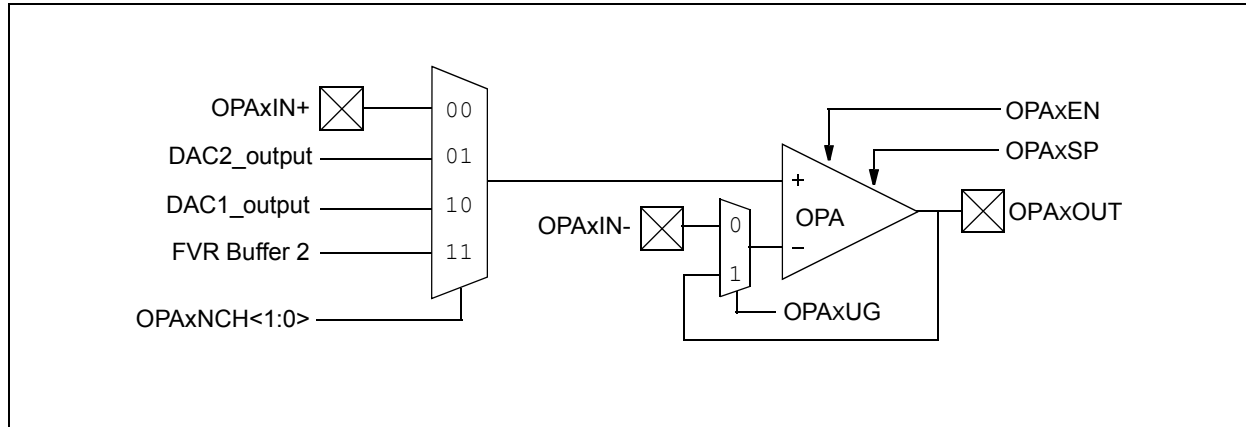 OPAxIN+
00
DAC2_output
01
DAC1_output
10
FVR Buffer 2
11
OPAxNCH<1:0>
OPAxEN
OPAxSP
+
OPA
OPAxOUT
OPAxIN-
0
−
1
OPAxUG